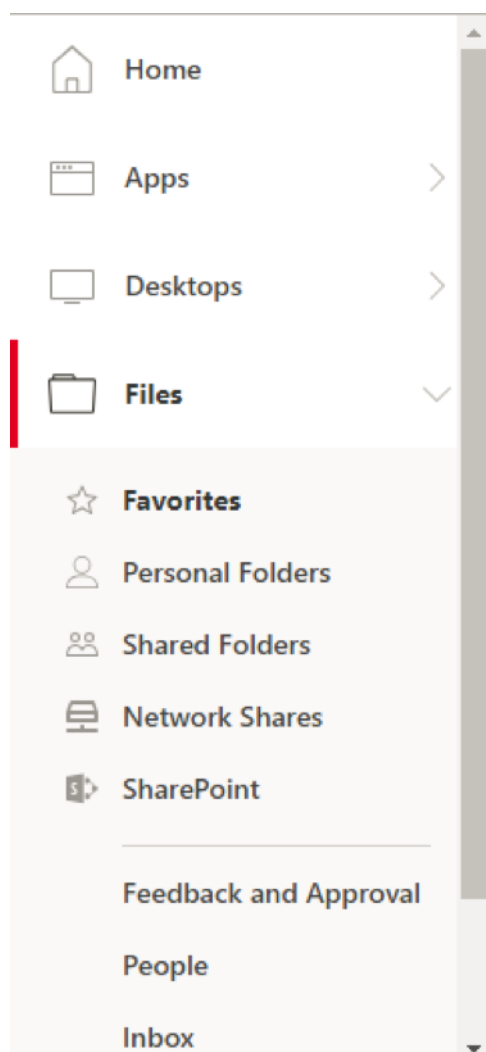 Home
Apps
Desktops
Files
Favorites
Personal Folders
Shared Folders
Network Shares
S SharePoint
Feedback and Approval
People
Inbox